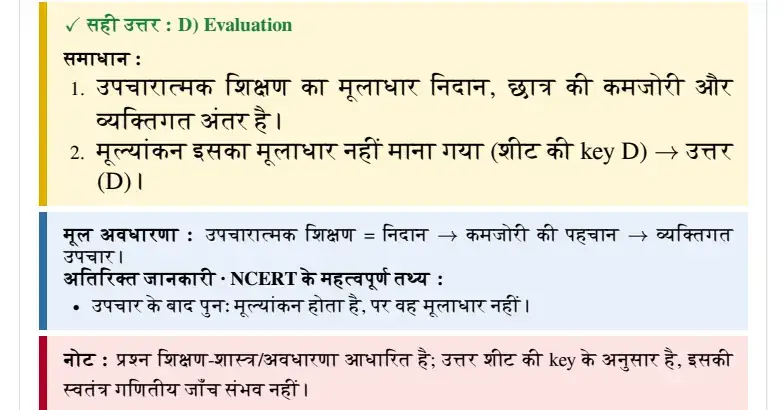 ✓ सही उत्तर : D) Evaluation
समाधान :
1. उपचारात्मक शिक्षण का मूलाधार निदान, छात्र की कमजोरी और
व्यक्तिगत अंतर है।
2. मूल्यांकन इसका मूलाधार नहीं माना गया (शीट की key D) → उत्तर
(D)।
मूल अवधारणा : उपचारात्मक शिक्षण = निदान → कमजोरी की पहचान → व्यक्तिगत
उपचार।
अतिरिक्त जानकारी · NCERT के महत्वपूर्ण तथ्य :
• उपचार के बाद पुनः मूल्यांकन होता है, पर वह मूलाधार नहीं।
नोट : प्रश्न शिक्षण-शास्त्र/अवधारणा आधारित है; उत्तर शीट की key के अनुसार है, इसकी
स्वतंत्र गणितीय जाँच संभव नहीं।